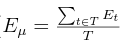 E_μ = \frac{\sum_{t∈T} E_t}{T}